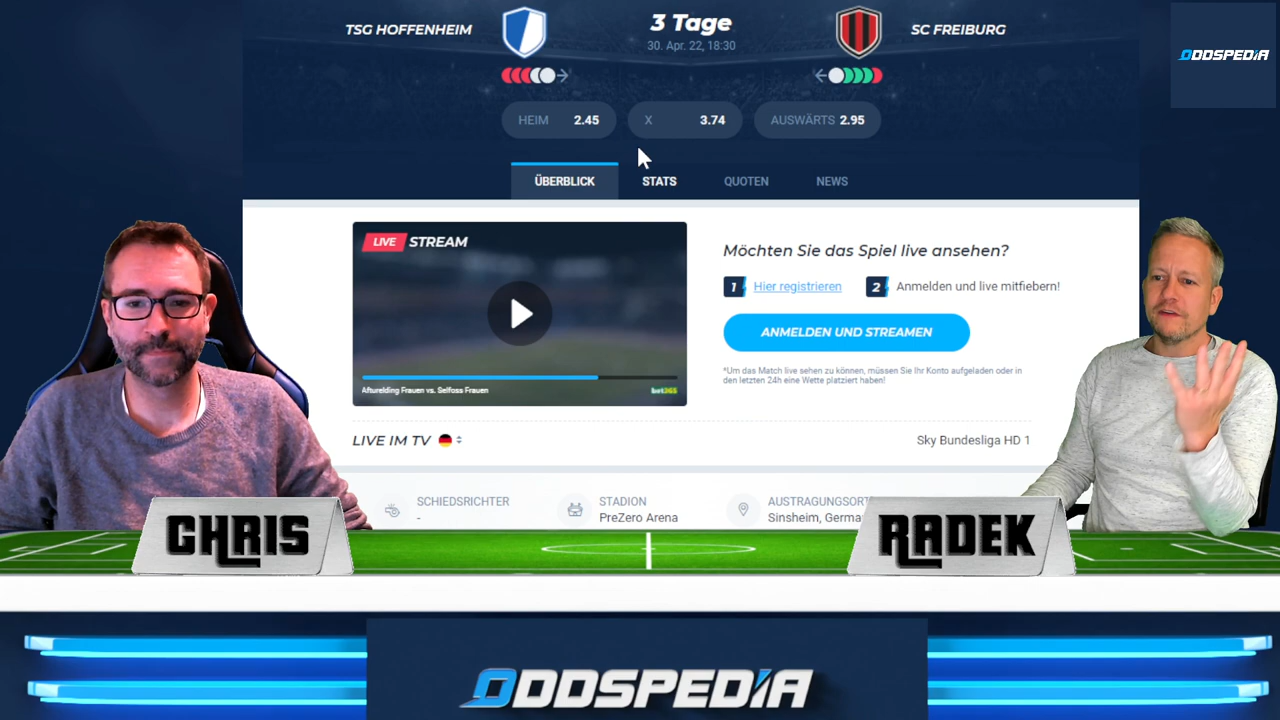 TSG HOFFENHEIM
3 Tage
30. Apr. 22, 18:30
SC FREIBURG
ODDSPEDIA
HEIM 2.45
X 3.74
AUSWÄRTS 2.95
ÜBERBLICK
STATS
QUOTEN
NEWS
LIVE STREAM
Afturelding Frauen vs. Selfoss Frauen
bet365
Möchten Sie das Spiel live ansehen?
1 Hier registrieren
2 Anmelden und live mitfiebern!
ANMELDEN UND STREAMEN
*Um das Match live sehen zu können, müssen Sie Ihr Konto aufgeladen oder in
den letzten 24h eine Wette platziert haben!
LIVE IM TV
Sky Bundesliga HD 1
SCHIEDSRICHTER
-
STADION
PreZero Arena
AUSTRAGUNGSORT
Sinsheim, Germa
CHRIS
RADEK
ODDSPEDIA